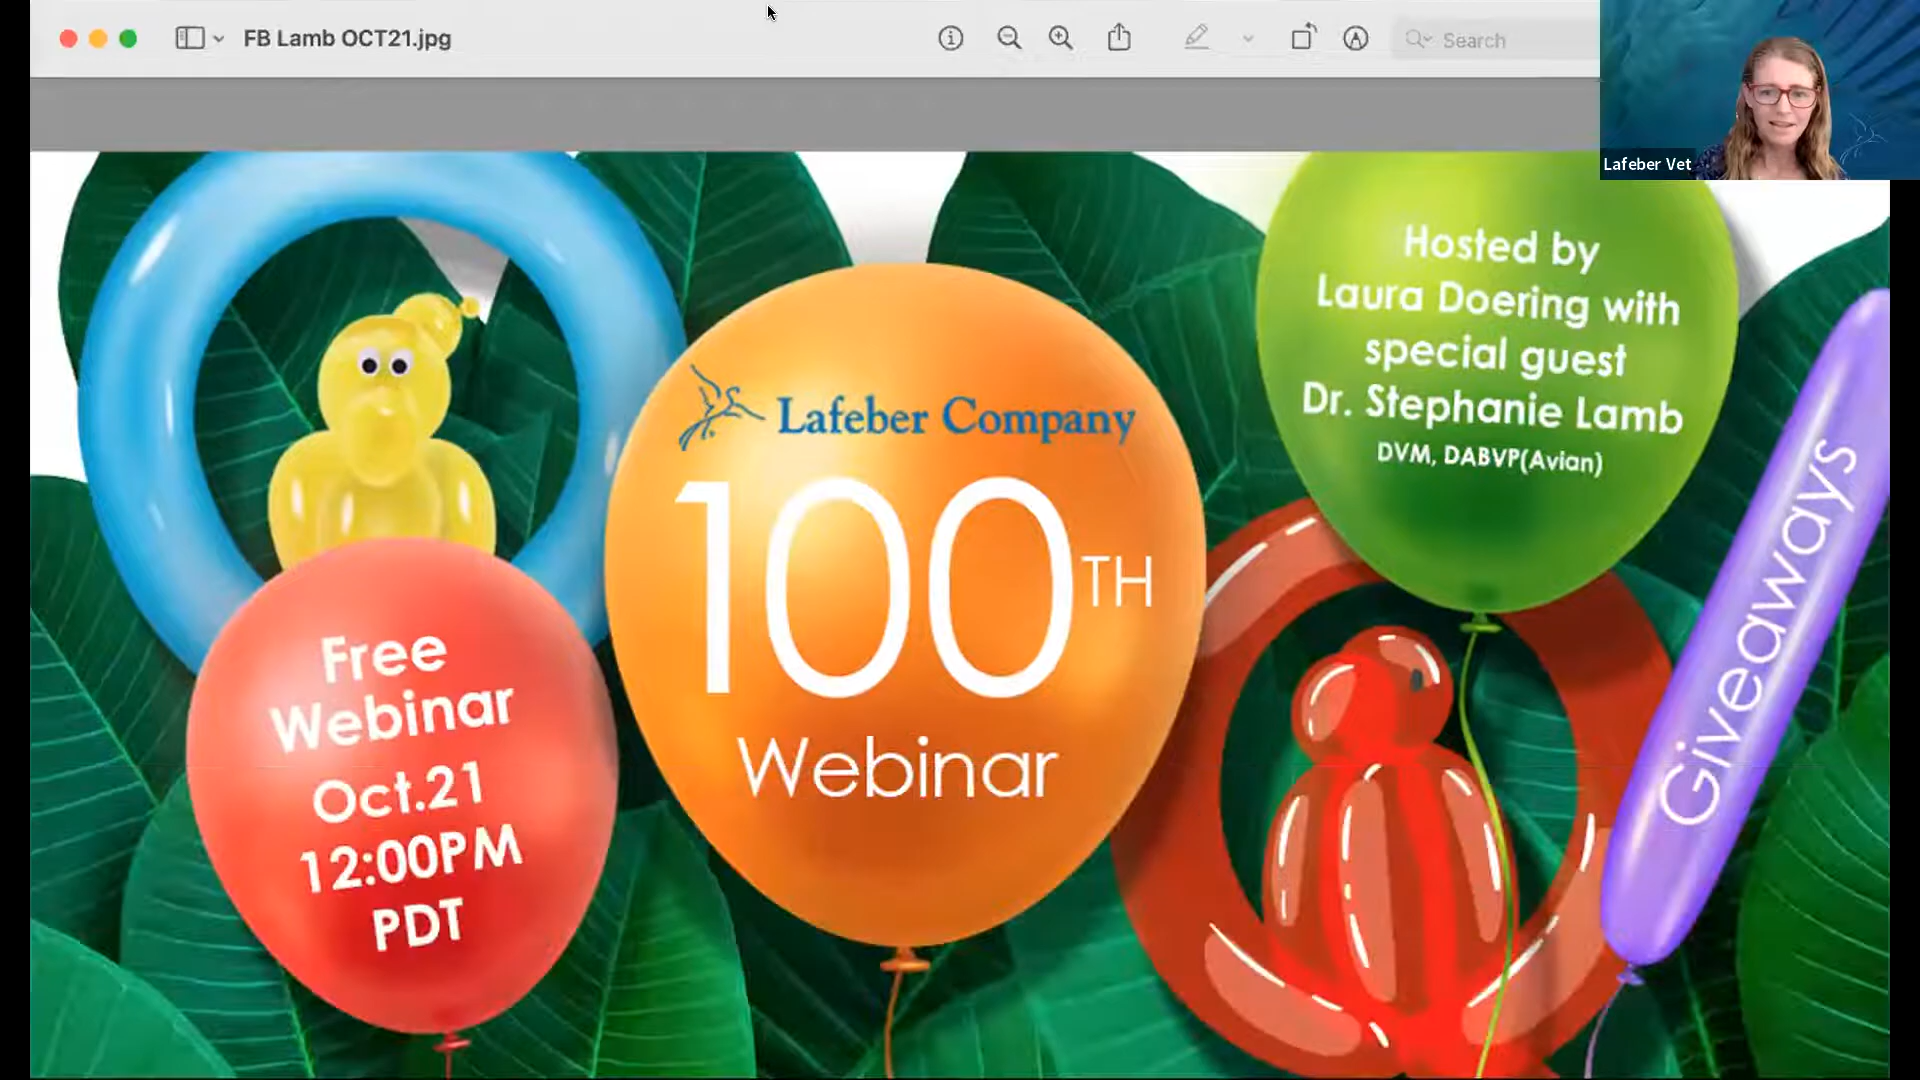 FB Lamb OCT21.jpg
Search
Lafeber Vet
Hosted by
Laura Doering with
special guest
Dr. Stephanie Lamb
DVM, DABVP(Avian)
Lafeber Company
100TH
Webinar
Free
Webinar
Oct.21
12:00PM
PDT
Giveaways